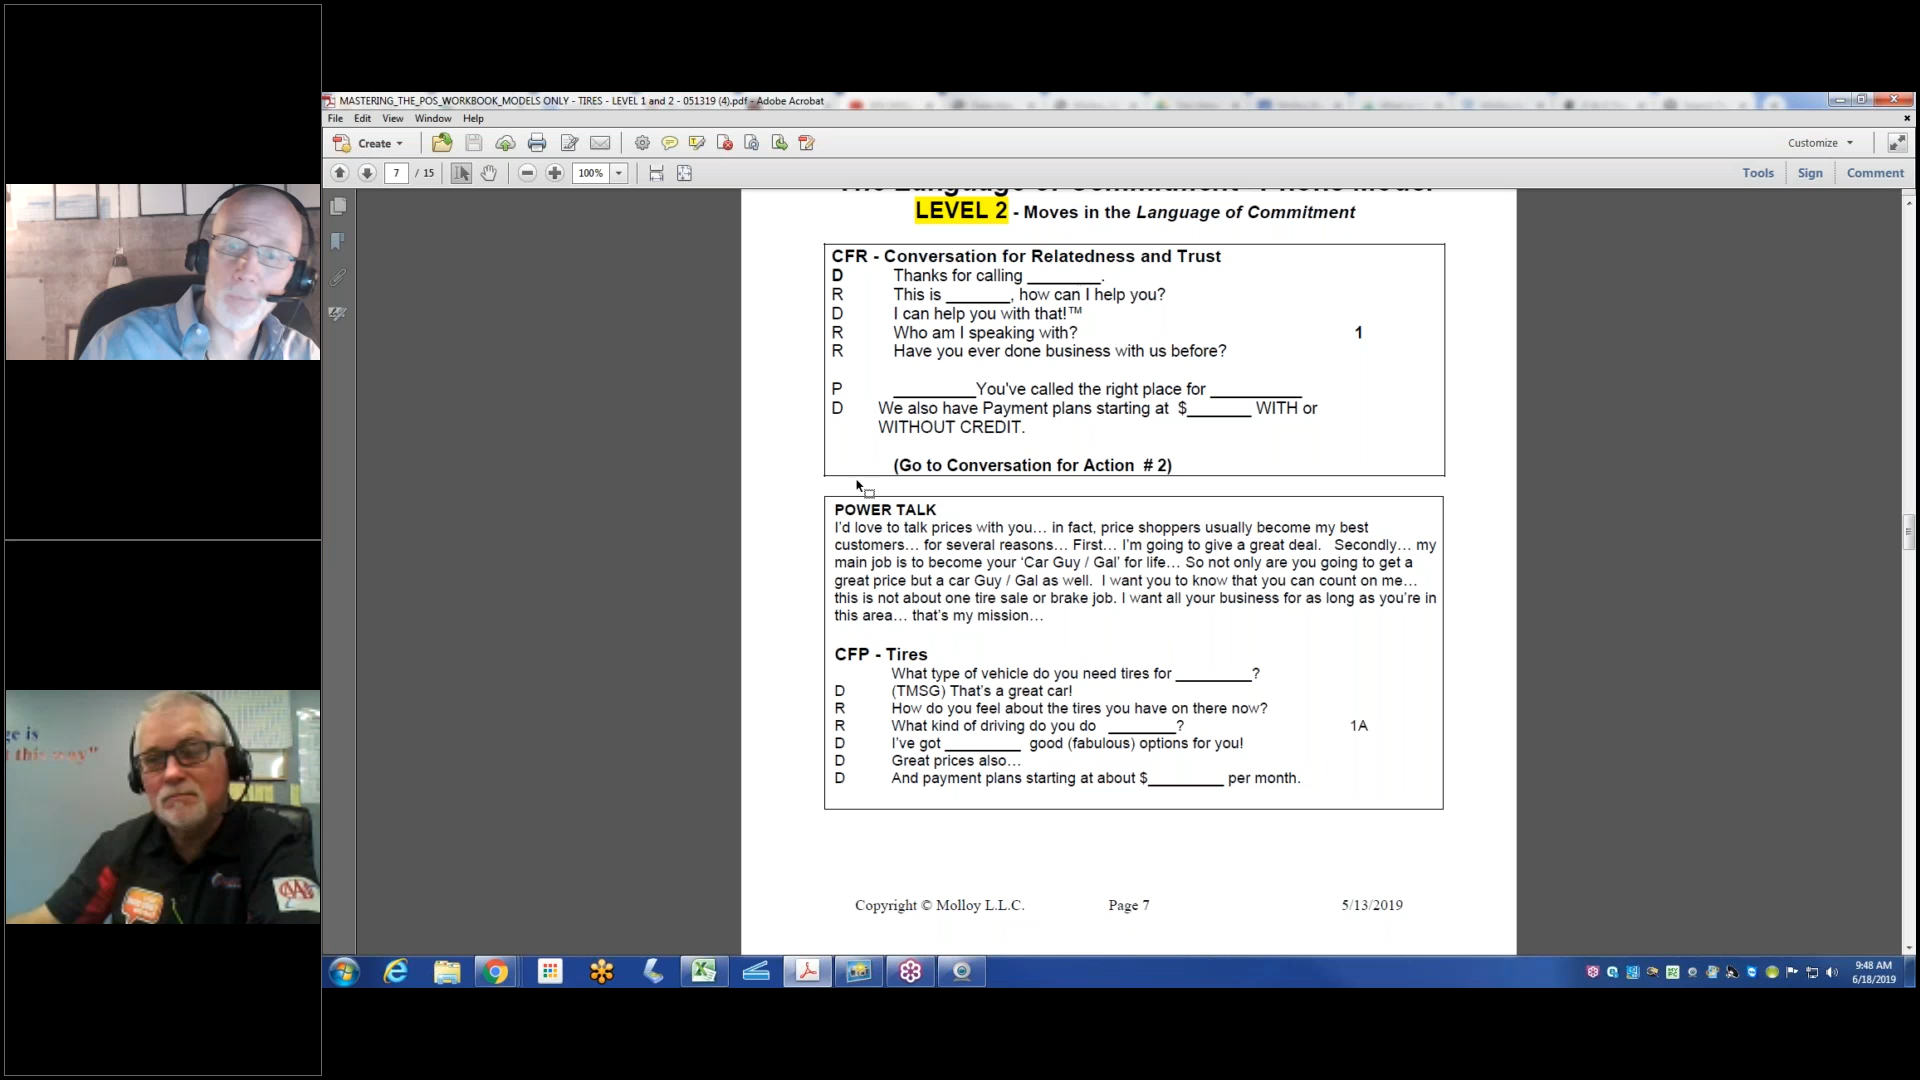 MASTERING_THE_POS_WORKBOOK_MODELS ONLY - TIRES - LEVEL 1 and 2 - 051319 (4).pdf - Adobe Acrobat
File Edit View Window Help
Create Customize
7 / 15 100% Tools Sign Comment
LEVEL 2 - Moves in the Language of Commitment
CFR - Conversation for Relatedness and Trust
D Thanks for calling ________.
R This is _______, how can I help you?
D I can help you with that!™
R Who am I speaking with? 1
R Have you ever done business with us before?
P _________You've called the right place for __________
D We also have Payment plans starting at $_______ WITH or
WITHOUT CREDIT.
(Go to Conversation for Action # 2)
POWER TALK
I'd love to talk prices with you… in fact, price shoppers usually become my best
customers… for several reasons… First… I'm going to give a great deal. Secondly… my
main job is to become your 'Car Guy / Gal' for life… So not only are you going to get a
great price but a car Guy / Gal as well. I want you to know that you can count on me…
this is not about one tire sale or brake job. I want all your business for as long as you're in
this area… that's my mission…
CFP - Tires
What type of vehicle do you need tires for _________?
D (TMSG) That's a great car!
R How do you feel about the tires you have on there now?
R What kind of driving do you do ________? 1A
D I've got _________ good (fabulous) options for you!
D Great prices also…
D And payment plans starting at about $_________ per month.
Copyright © Molloy L.L.C. Page 7 5/13/2019
ge is
t this way"
AAA
9:48 AM
6/18/2019